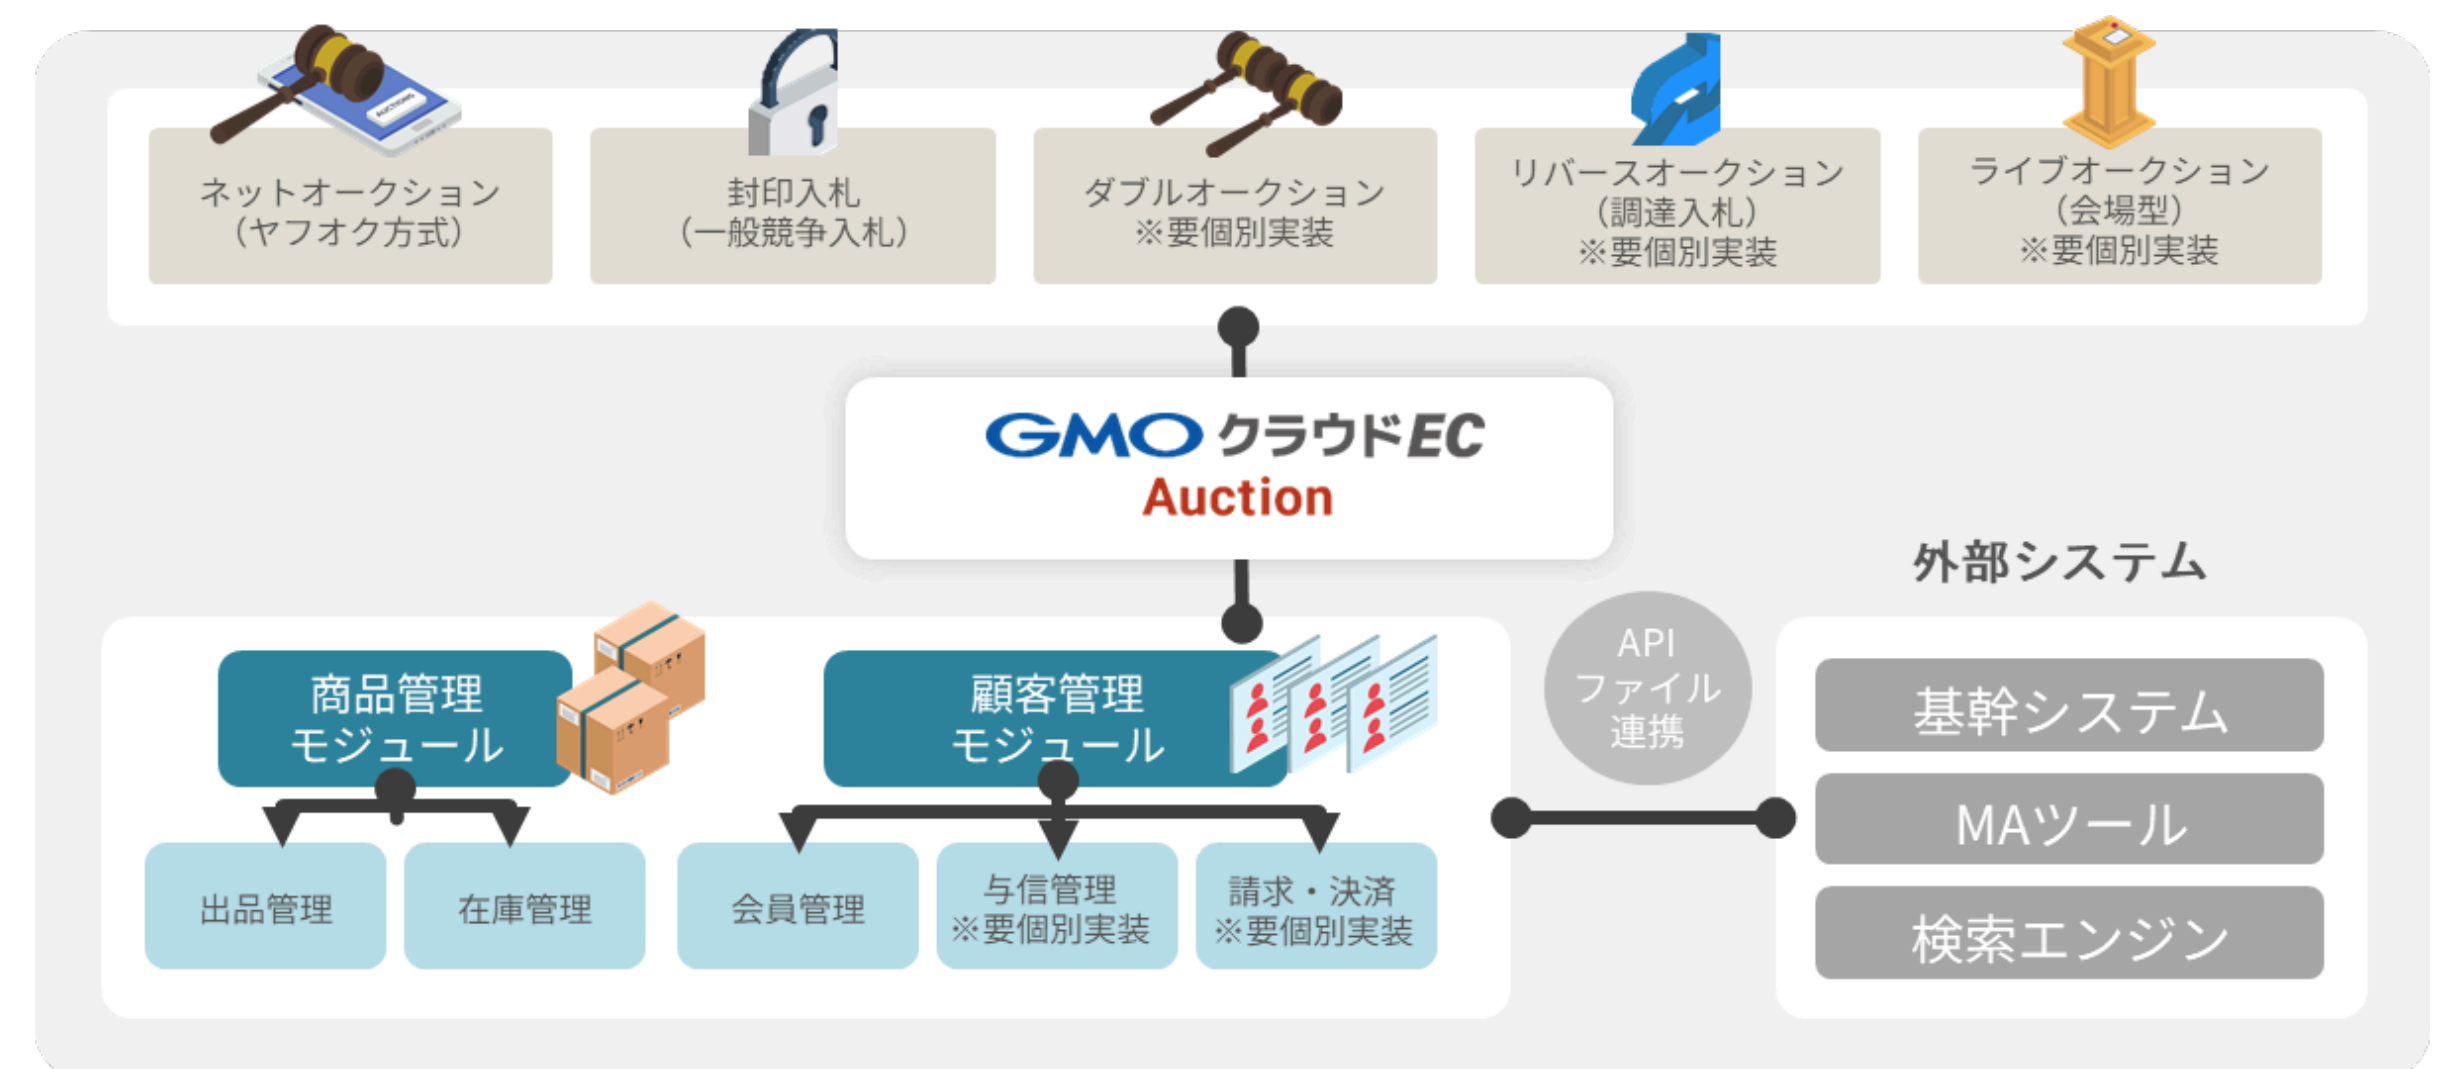 AUCTIONS
ネットオークション
（ヤフオク方式）
封印入札
（一般競争入札）
ダブルオークション
※要個別実装
リバースオークション
（調達入札）
※要個別実装
ライブオークション
（会場型）
※要個別実装
GMO クラウドEC
Auction
外部システム
商品管理
モジュール
顧客管理
モジュール
API
ファイル
連携
基幹システム
MAツール
検索エンジン
出品管理
在庫管理
会員管理
与信管理
※要個別実装
請求・決済
※要個別実装